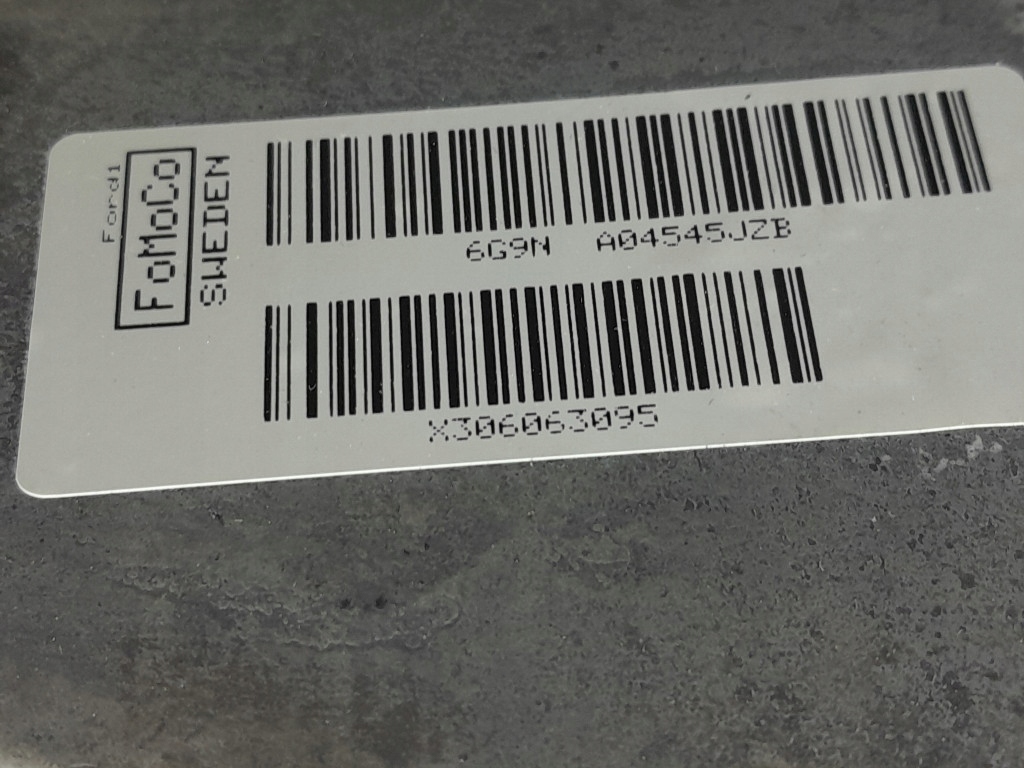 Ford1
FoMoCo
SWEDEN
6G9N A04545JZB
X306063095